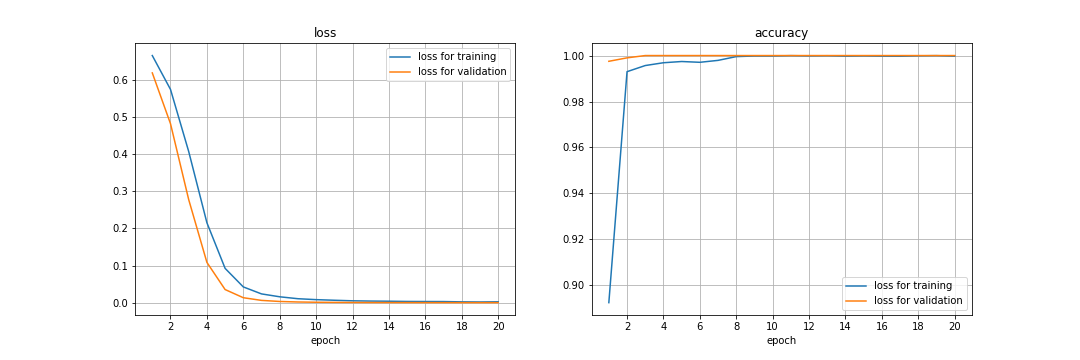 loss
loss for training
loss for validation
0.6
0.5
0.4
0.3
0.2
0.1
0.0
2 4 6 8 10 12 14 16 18 20
epoch
accuracy
1.00
0.98
0.96
0.94
0.92
0.90
loss for training
loss for validation
2 4 6 8 10 12 14 16 18 20
epoch